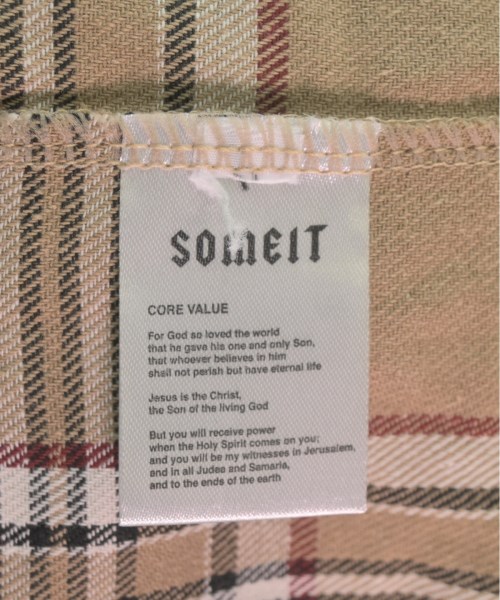 SOMEIT
CORE VALUE
For God so loved the world
that he gave his one and only Son,
that whoever believes in him
shall not perish but have eternal life
Jesus is the Christ,
the Son of the living God
But you will receive power
when the Holy Spirit comes on you;
and you will be my witnesses in Jerusalem,
and in all Judea and Samaria,
and to the ends of the earth